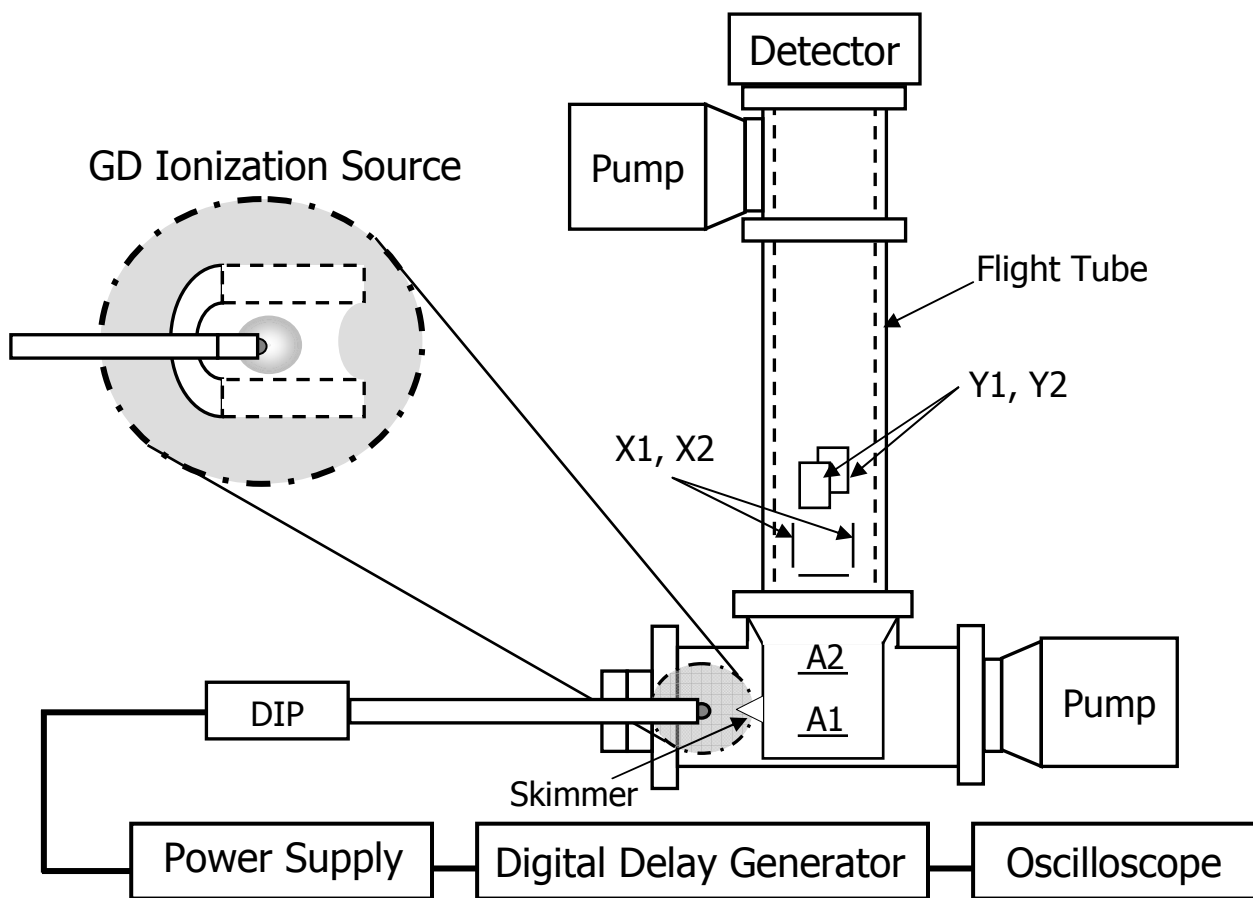 Detector
Pump
GD Ionization Source
Flight Tube
Y1, Y2
X1, X2
A2
A1
DIP
Pump
Skimmer
Power Supply
Digital Delay Generator
Oscilloscope